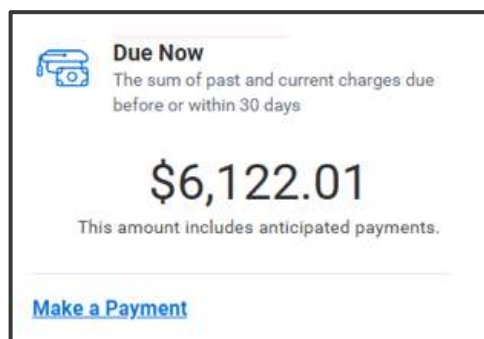 Due Now
The sum of past and current charges due
before or within 30 days
$6,122.01
This amount includes anticipated payments.
Make a Payment